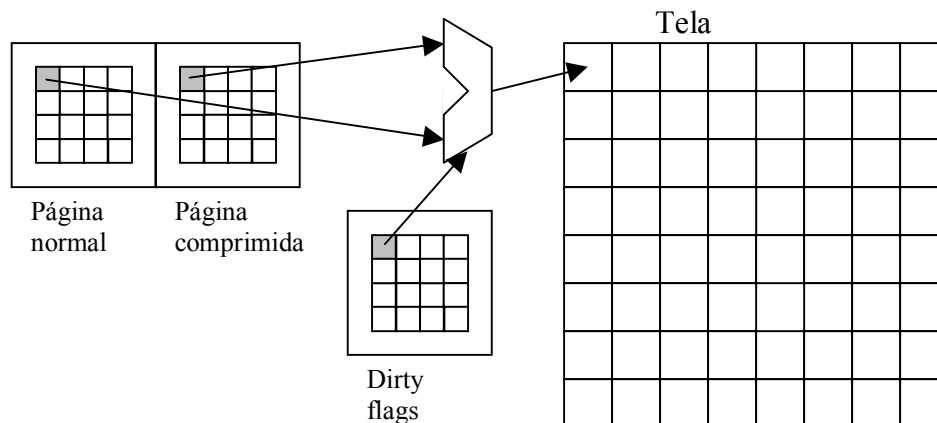 Tela
Página
normal
Página
comprimida
Dirty
flags